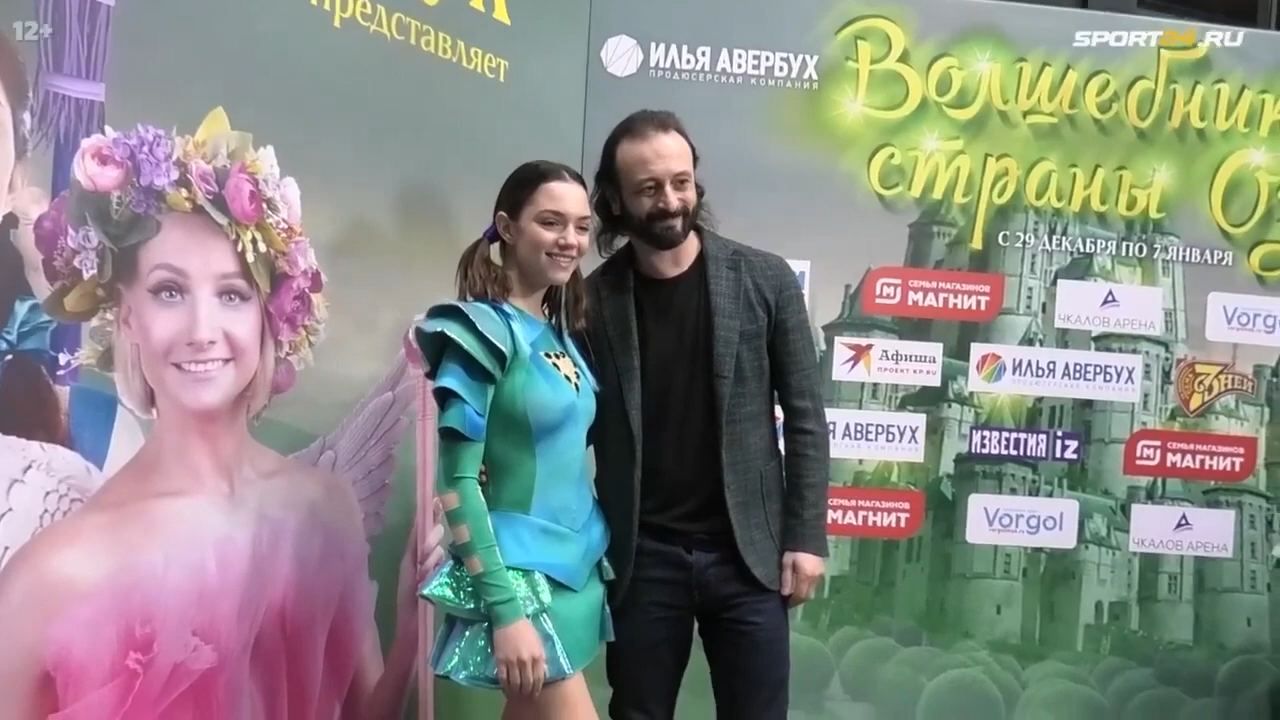 12+
SPORT24.RU
представляет
ИЛЬЯ АВЕРБУХ
ПРОДЮСЕРСКАЯ КОМПАНИЯ
Волшебник
страны Оз
С 29 ДЕКАБРЯ ПО 7 ЯНВАРЯ
СЕМЬЯ МАГАЗИНОВ
МАГНИТ
ЧКАЛОВ АРЕНА
Vorgol
Афиша
ПРОЕКТ KP.RU
ИЛЬЯ АВЕРБУХ
ПРОДЮСЕРСКАЯ КОМПАНИЯ
7 ДНЕЙ
Я АВЕРБУХ
ИЗВЕСТИЯ iz
СЕМЬЯ МАГАЗИНОВ
МАГНИТ
СЕМЬЯ МАГАЗИНОВ
МАГНИТ
Vorgol
ЧКАЛОВ АРЕНА